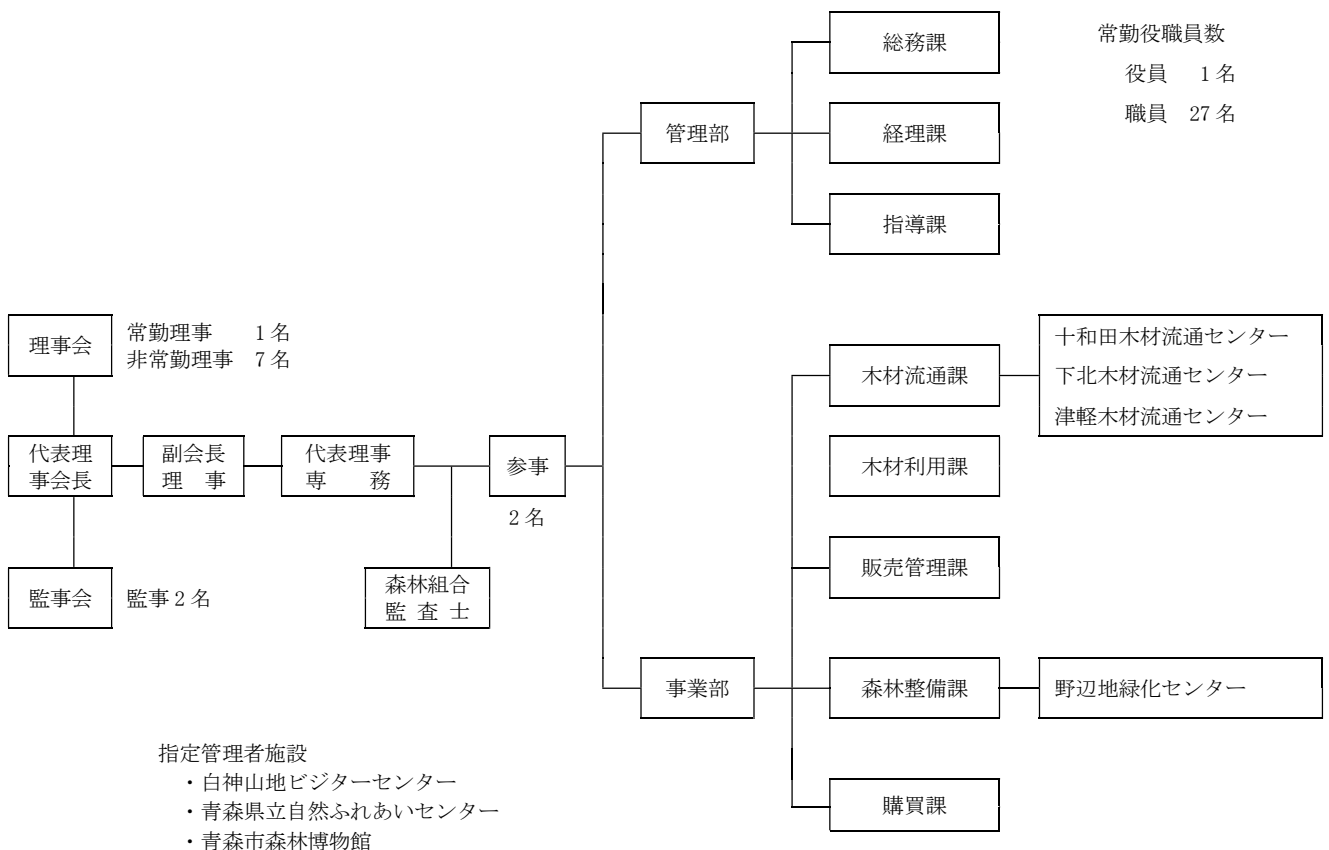 総務課
常勤役職員数
役員 1名
職員 27名
管理部
経理課
指導課
理事会
常勤理事 1名
非常勤理事 7名
木材流通課
十和田木材流通センター
下北木材流通センター
津軽木材流通センター
代表理
事会長
副会長
理 事
代表理事
専 務
参事
2名
木材利用課
販売管理課
監事会
監事2名
森林組合
監 査 士
事業部
森林整備課
野辺地緑化センター
購買課
指定管理者施設
・白神山地ビジターセンター
・青森県立自然ふれあいセンター
・青森市森林博物館